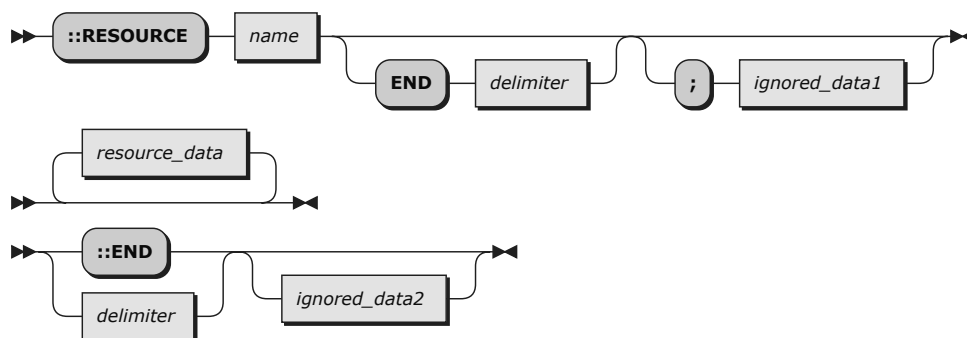 ::RESOURCE name
END delimiter ; ignored_data1
resource_data
::END
delimiter ignored_data2